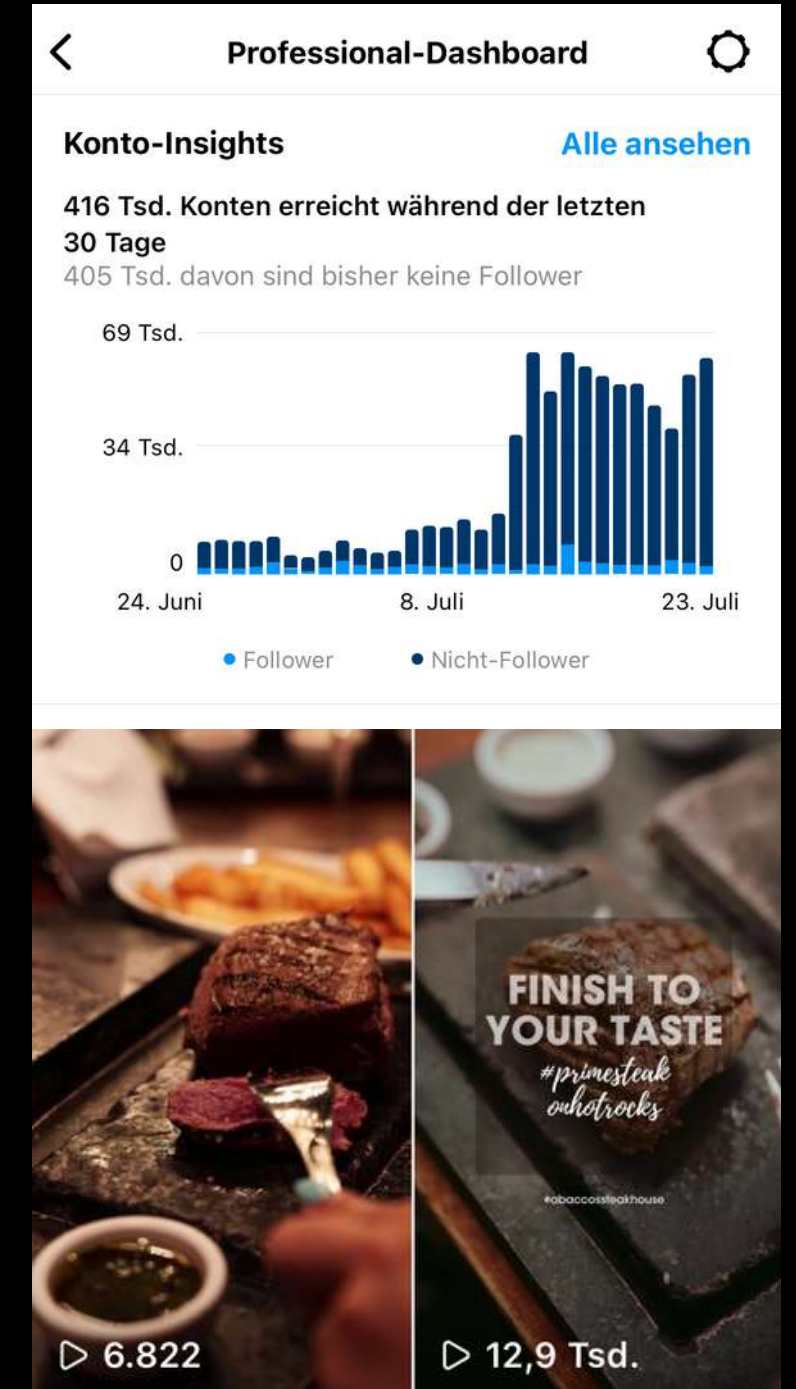 Professional-Dashboard
Konto-Insights
Alle ansehen
416 Tsd. Konten erreicht während der letzten
30 Tage
405 Tsd. davon sind bisher keine Follower
69 Tsd.
34 Tsd.
0
24. Juni
8. Juli
23. Juli
Follower
Nicht-Follower
FINISH TO
YOUR TASTE
#primesteak
onhotrocks
#abaccossteakhouse
6.822
12,9 Tsd.